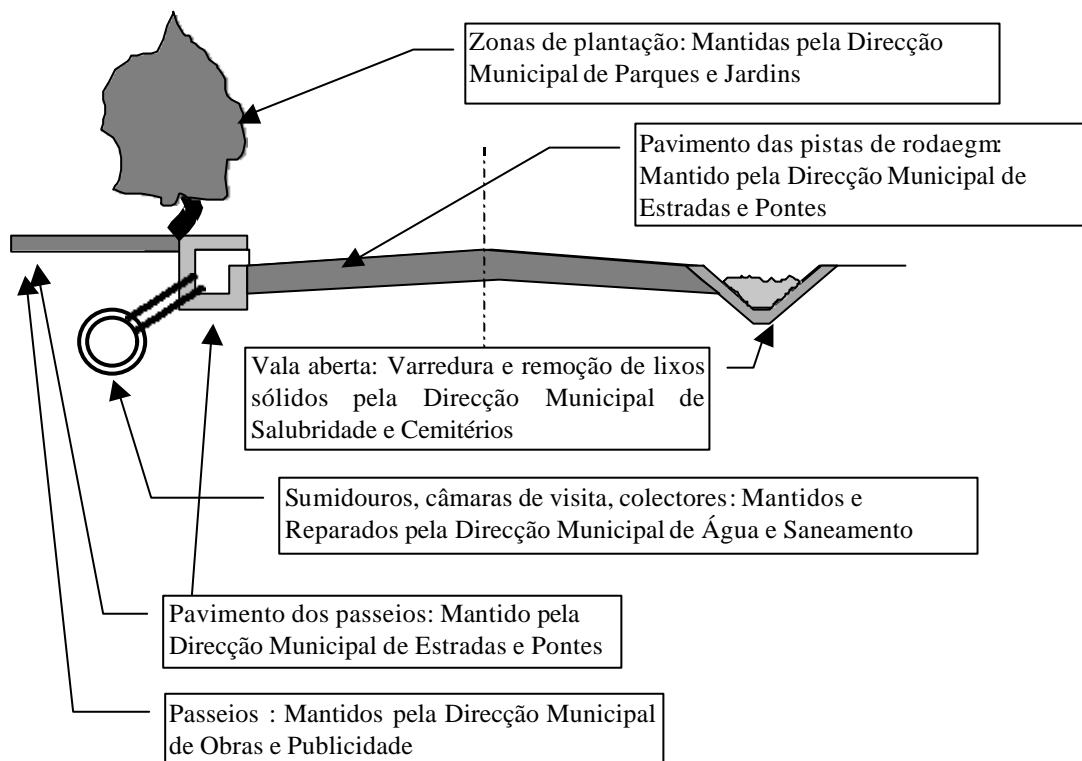 Zonas de plantação: Mantidas pela Direcção
Municipal de Parques e Jardins
Pavimento das pistas de rodaegm:
Mantido pela Direcção Municipal de
Estradas e Pontes
Vala aberta: Varredura e remoção de lixos
sólidos pela Direcção Municipal de
Salubridade e Cemitérios
Sumidouros, câmaras de visita, colectores: Mantidos e
Reparados pela Direcção Municipal de Água e Saneamento
Pavimento dos passeios: Mantido pela
Direcção Municipal de Estradas e Pontes
Passeios : Mantidos pela Direcção Municipal
de Obras e Publicidade